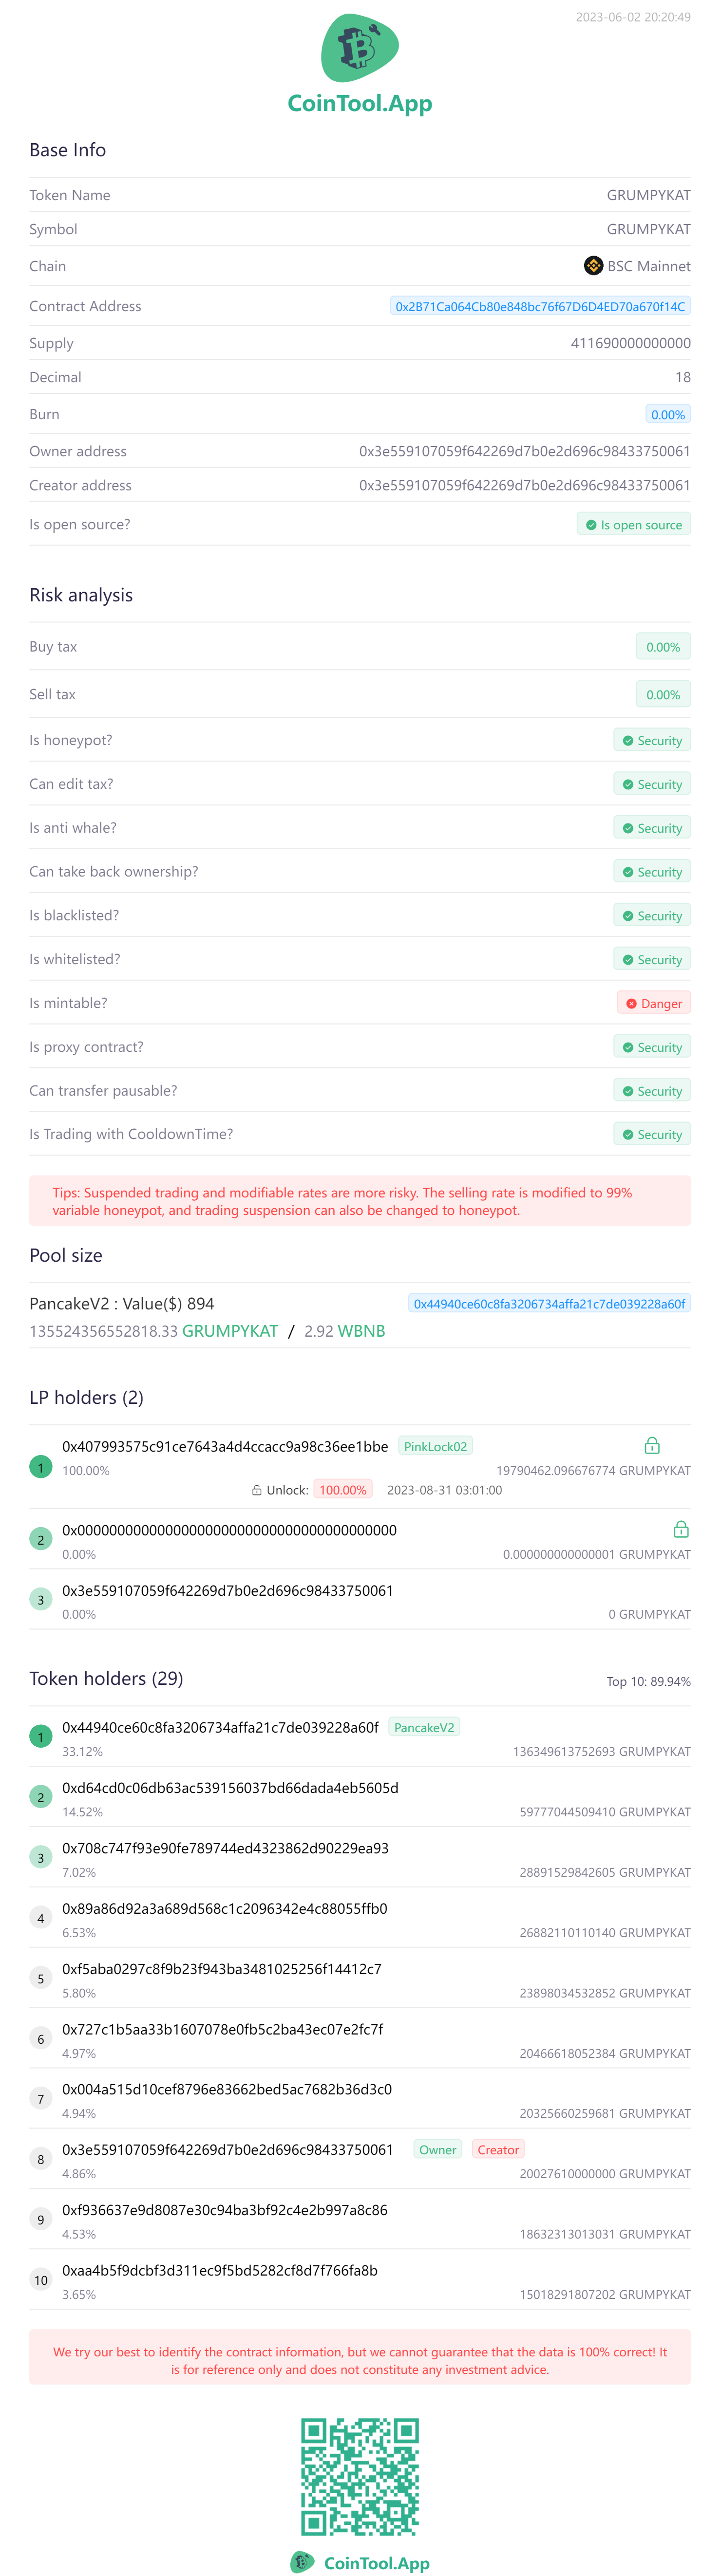 2023-06-02 20:20:49
CoinTool.App
Base Info
Token Name GRUMPYKAT
Symbol GRUMPYKAT
Chain BSC Mainnet
Contract Address 0x2B71Ca064Cb80e848bc76f67D6D4ED70a670f14C
Supply 411690000000000
Decimal 18
Burn 0.00%
Owner address 0x3e559107059f642269d7b0e2d696c98433750061
Creator address 0x3e559107059f642269d7b0e2d696c98433750061
Is open source? Is open source
Risk analysis
Buy tax 0.00%
Sell tax 0.00%
Is honeypot? Security
Can edit tax? Security
Is anti whale? Security
Can take back ownership? Security
Is blacklisted? Security
Is whitelisted? Security
Is mintable? Danger
Is proxy contract? Security
Can transfer pausable? Security
Is Trading with CooldownTime? Security
Tips: Suspended trading and modifiable rates are more risky. The selling rate is modified to 99%
variable honeypot, and trading suspension can also be changed to honeypot.
Pool size
PancakeV2 : Value($) 894 0x44940ce60c8fa3206734affa21c7de039228a60f
135524356552818.33 GRUMPYKAT / 2.92 WBNB
LP holders (2)
1 0x407993575c91ce7643a4d4ccacc9a98c36ee1bbe PinkLock02
100.00% 19790462.096676774 GRUMPYKAT
Unlock: 100.00% 2023-08-31 03:01:00
2 0x0000000000000000000000000000000000000000
0.00% 0.000000000000001 GRUMPYKAT
3 0x3e559107059f642269d7b0e2d696c98433750061
0.00% 0 GRUMPYKAT
Token holders (29) Top 10: 89.94%
1 0x44940ce60c8fa3206734affa21c7de039228a60f PancakeV2
33.12% 136349613752693 GRUMPYKAT
2 0xd64cd0c06db63ac539156037bd66dada4eb5605d
14.52% 59777044509410 GRUMPYKAT
3 0x708c747f93e90fe789744ed4323862d90229ea93
7.02% 28891529842605 GRUMPYKAT
4 0x89a86d92a3a689d568c1c2096342e4c88055ffb0
6.53% 26882110110140 GRUMPYKAT
5 0xf5aba0297c8f9b23f943ba3481025256f14412c7
5.80% 23898034532852 GRUMPYKAT
6 0x727c1b5aa33b1607078e0fb5c2ba43ec07e2fc7f
4.97% 20466618052384 GRUMPYKAT
7 0x004a515d10cef8796e83662bed5ac7682b36d3c0
4.94% 20325660259681 GRUMPYKAT
8 0x3e559107059f642269d7b0e2d696c98433750061 Owner Creator
4.86% 20027610000000 GRUMPYKAT
9 0xf936637e9d8087e30c94ba3bf92c4e2b997a8c86
4.53% 18632313013031 GRUMPYKAT
10 0xaa4b5f9dcbf3d311ec9f5bd5282cf8d7f766fa8b
3.65% 15018291807202 GRUMPYKAT
We try our best to identify the contract information, but we cannot guarantee that the data is 100% correct! It
is for reference only and does not constitute any investment advice.
CoinTool.App